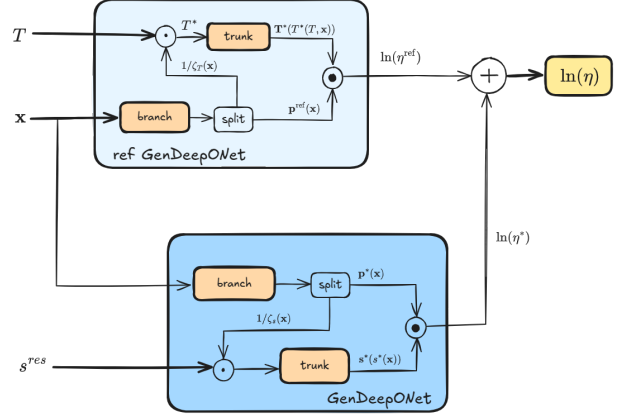 T
T*
trunk
T*(T*(T, x))
1/ζ_T(x)
ln(η^ref)
ln(η)
x
branch
split
p^ref(x)
ref GenDeepONet
ln(η*)
branch
split
p*(x)
1/ζ_s(x)
s^res
trunk
s*(s*(x))
GenDeepONet